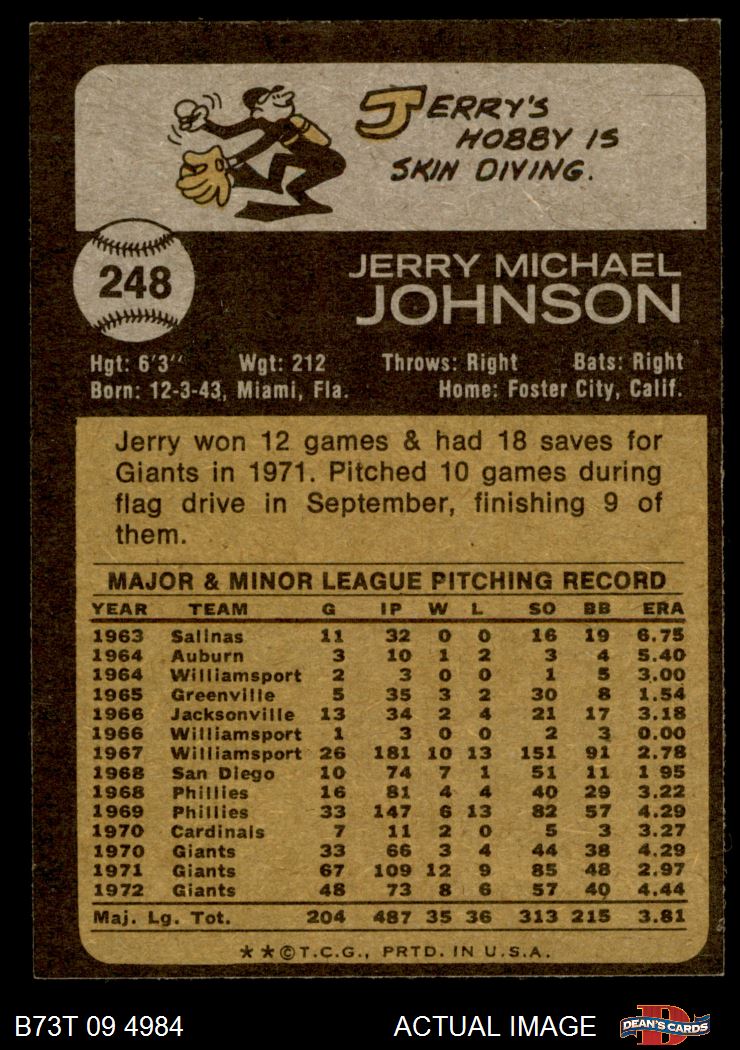 JERRY'S
HOBBY IS
SKIN DIVING.
248
JERRY MICHAEL
JOHNSON
Hgt: 6'3" Wgt: 212 Throws: Right Bats: Right
Born: 12-3-43, Miami, Fla. Home: Foster City, Calif.
Jerry won 12 games & had 18 saves for
Giants in 1971. Pitched 10 games during
flag drive in September, finishing 9 of
them.
MAJOR & MINOR LEAGUE PITCHING RECORD
YEAR TEAM G IP W L SO BB ERA
1963 Salinas 11 32 0 0 16 19 6.75
1964 Auburn 3 10 1 2 3 4 5.40
1964 Williamsport 2 3 0 0 1 5 3.00
1965 Greenville 5 35 3 2 30 8 1.54
1966 Jacksonville 13 34 2 4 21 17 3.18
1966 Williamsport 1 3 0 0 2 3 0.00
1967 Williamsport 26 181 10 13 151 91 2.78
1968 San Diego 10 74 7 1 51 11 1 95
1968 Phillies 16 81 4 4 40 29 3.22
1969 Phillies 33 147 6 13 82 57 4.29
1970 Cardinals 7 11 2 0 5 3 3.27
1970 Giants 33 66 3 4 44 38 4.29
1971 Giants 67 109 12 9 85 48 2.97
1972 Giants 48 73 8 6 57 40 4.44
Maj. Lg. Tot. 204 487 35 36 313 215 3.81
★★©T.C.G., PRTD. IN U.S.A.
B73T 09 4984 ACTUAL IMAGE DEAN'S CARDS